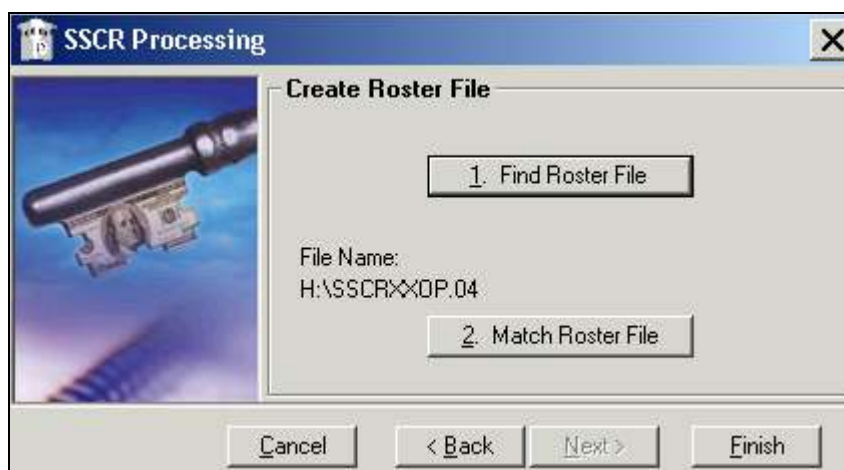 SSCR Processing
Create Roster File
1. Find Roster File
File Name:
H:\SSCRXXOP.04
2. Match Roster File
Cancel
< Back
Next >
Finish